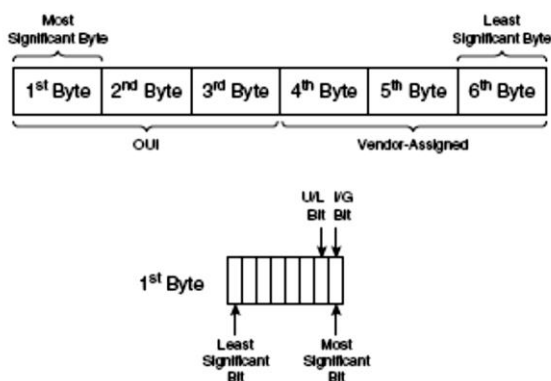 Most
Significant Byte
Least
Significant Byte
1st Byte 2nd Byte 3rd Byte 4th Byte 5th Byte 6th Byte
OUI Vendor-Assigned
U/L I/G
Bit Bit
1st Byte
Least Most
Significant Significant
Bit Bit